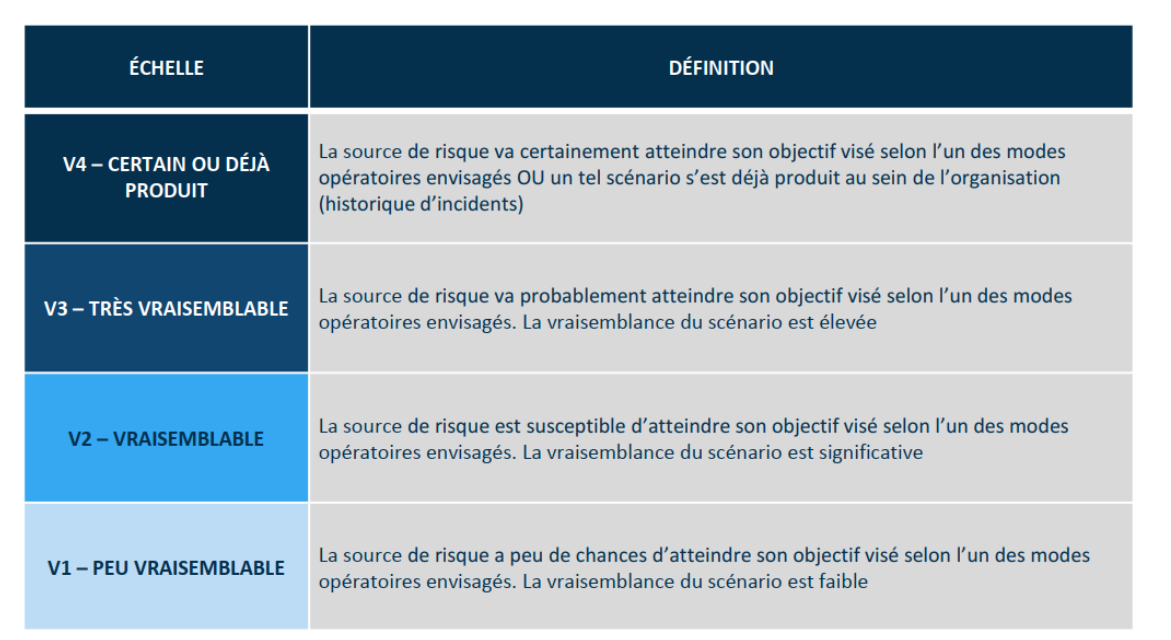 ÉCHELLE
DÉFINITION
V4 – CERTAIN OU DÉJÀ
PRODUIT
La source de risque va certainement atteindre son objectif visé selon l’un des modes
opératoires envisagés OU un tel scénario s’est déjà produit au sein de l’organisation
(historique d’incidents)
V3 – TRÈS VRAISEMBLABLE
La source de risque va probablement atteindre son objectif visé selon l’un des modes
opératoires envisagés. La vraisemblance du scénario est élevée
V2 – VRAISEMBLABLE
La source de risque est susceptible d’atteindre son objectif visé selon l’un des modes
opératoires envisagés. La vraisemblance du scénario est significative
V1 – PEU VRAISEMBLABLE
La source de risque a peu de chances d’atteindre son objectif visé selon l’un des modes
opératoires envisagés. La vraisemblance du scénario est faible